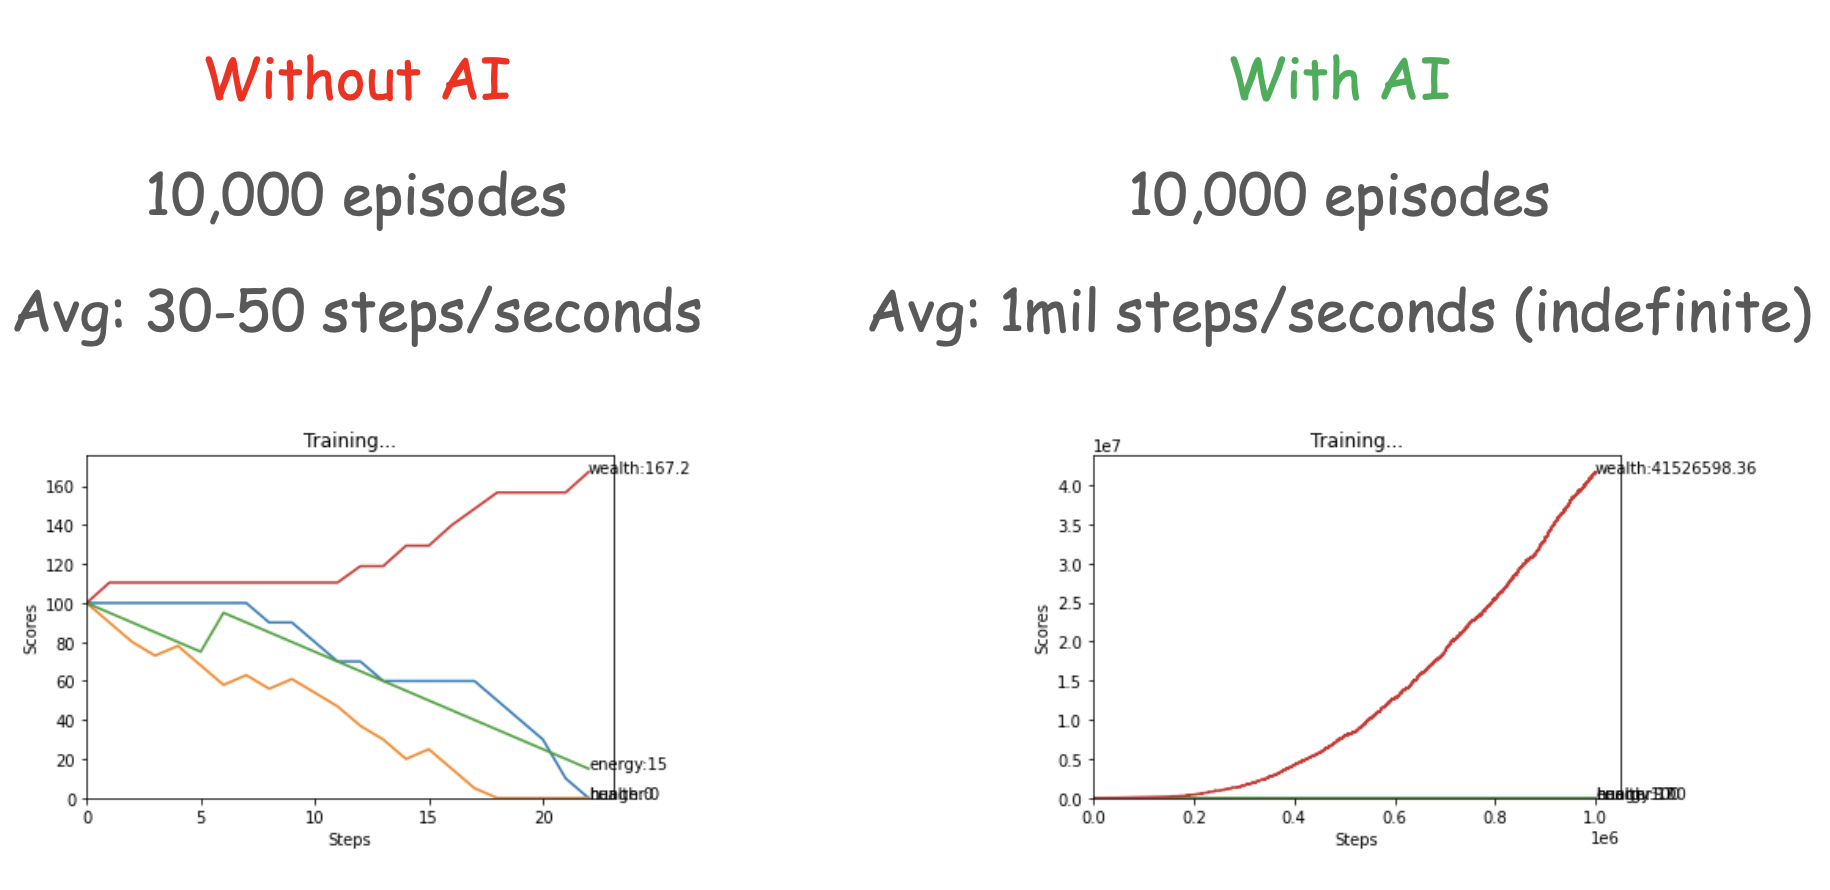 Without AI
10,000 episodes
Avg: 30-50 steps/seconds
Training...
Scores
160
140
120
100
80
60
40
20
0
wealth:167.2
energy:15
0 5 10 15 20
Steps
With AI
10,000 episodes
Avg: 1mil steps/seconds (indefinite)
Training...
1e7
Scores
4.0
3.5
3.0
2.5
2.0
1.5
1.0
0.5
0.0
wealth:41526598.36
0.0 0.2 0.4 0.6 0.8 1.0
1e6
Steps